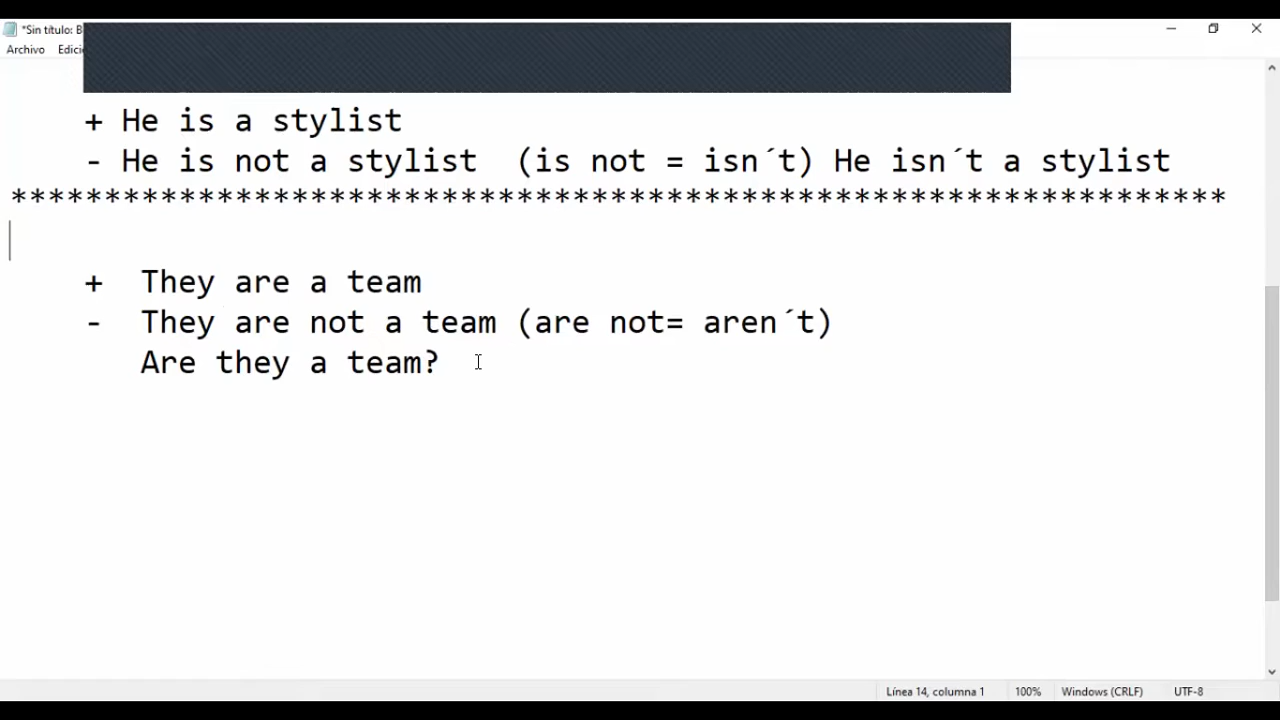 *Sin título: B
Archivo Edici
+ He is a stylist
- He is not a stylist (is not = isn´t) He isn´t a stylist
*****************************************************************
+ They are a team
- They are not a team (are not= aren´t)
Are they a team?
Línea 14, columna 1 100% Windows (CRLF) UTF-8